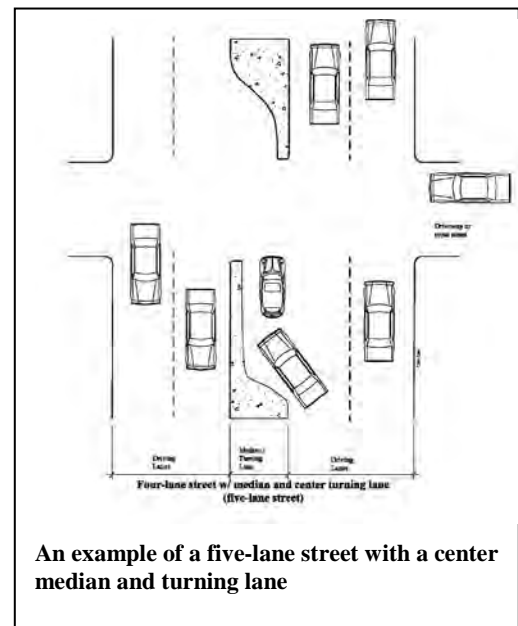 Driveway or
cross street
Driving
Lanes
Median/
Turning
Lane
Driving
Lanes
Four-lane street w/ median and center turning lane
(five-lane street)
An example of a five-lane street with a center
median and turning lane